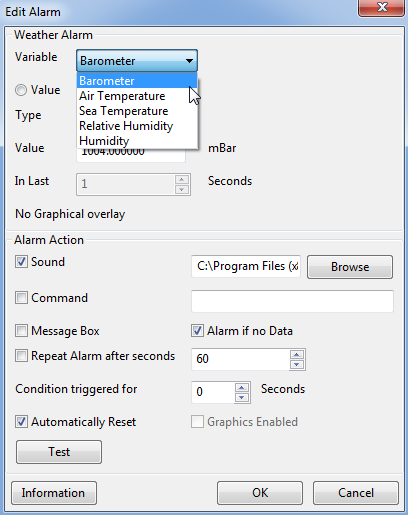 Edit Alarm
Weather Alarm
Variable Barometer
Barometer
Value
Air Temperature
Sea Temperature
Type
Relative Humidity
Humidity
Value 1004.000000 mBar
In Last 1 Seconds
No Graphical overlay
Alarm Action
Sound C:\Program Files (x Browse
Command
Message Box Alarm if no Data
Repeat Alarm after seconds 60
Condition triggered for 0 Seconds
Automatically Reset Graphics Enabled
Test
Information OK Cancel